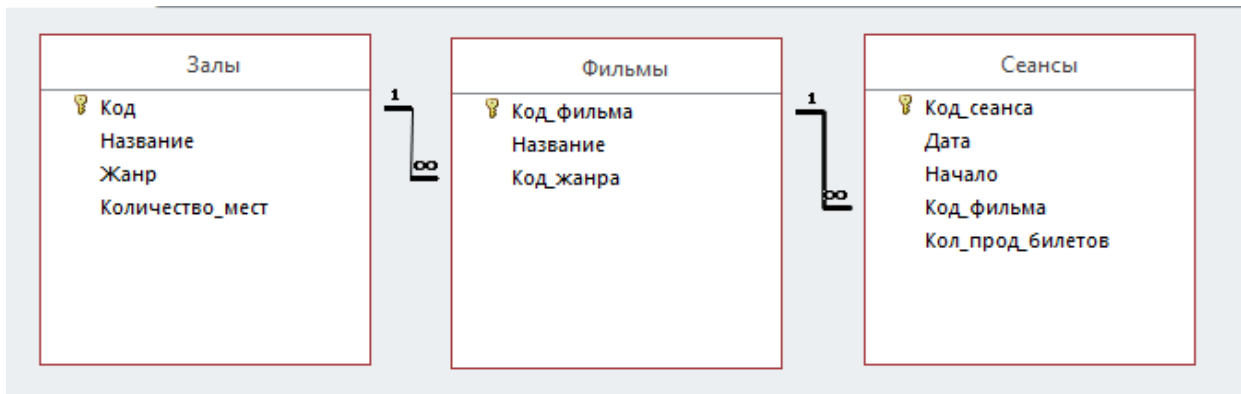 Залы
Код
Название
Жанр
Количество_мест
1
∞
Фильмы
Код_фильма
Название
Код_жанра
1
∞
Сеансы
Код_сеанса
Дата
Начало
Код_фильма
Кол_прод_билетов